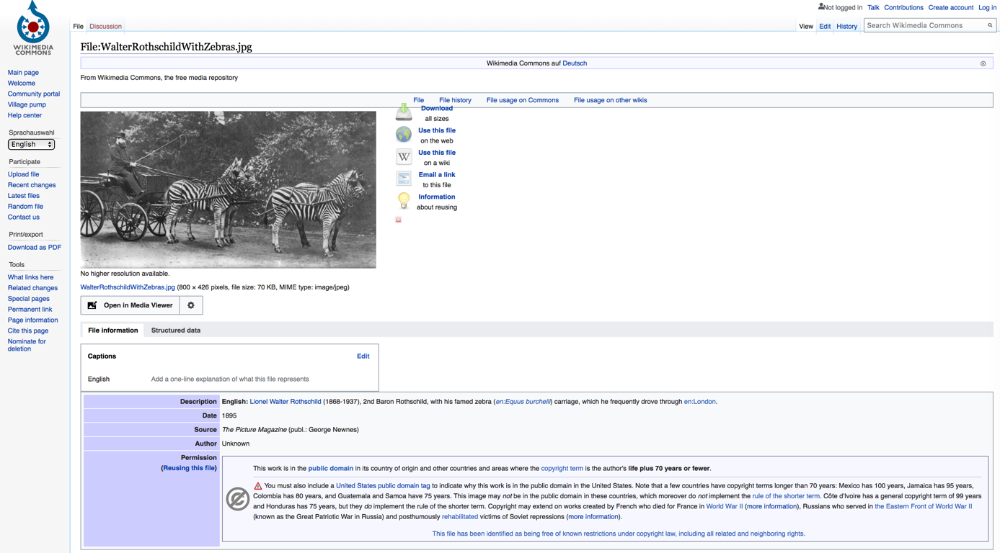 Not logged in Talk Contributions Create account Log in
File Discussion
View Edit History Search Wikimedia Commons
WIKIMEDIA
COMMONS
File:WalterRothschildWithZebras.jpg
Wikimedia Commons auf Deutsch
From Wikimedia Commons, the free media repository
File File history File usage on Commons File usage on other wikis
Main page
Welcome
Community portal
Village pump
Help center
Sprachauswahl
English
Participate
Upload file
Recent changes
Latest files
Random file
Contact us
Print/export
Download as PDF
Tools
What links here
Related changes
Special pages
Permanent link
Page information
Cite this page
Nominate for
deletion
Download
all sizes
Use this file
on the web
W
Use this file
on a wiki
Email a link
to this file
Information
about reusing
No higher resolution available.
WalterRothschildWithZebras.jpg (800 × 426 pixels, file size: 70 KB, MIME type: image/jpeg)
Open in Media Viewer
File information Structured data
Captions Edit
English Add a one-line explanation of what this file represents
Description English: Lionel Walter Rothschild (1868-1937), 2nd Baron Rothschild, with his famed zebra (en:Equus burchelli) carriage, which he frequently drove through en:London.
Date 1895
Source The Picture Magazine (publ.: George Newnes)
Author Unknown
Permission
(Reusing this file)
This work is in the public domain in its country of origin and other countries and areas where the copyright term is the author's life plus 70 years or fewer.
You must also include a United States public domain tag to indicate why this work is in the public domain in the United States. Note that a few countries have copyright terms longer than 70 years: Mexico has 100 years, Jamaica has 95 years,
Colombia has 80 years, and Guatemala and Samoa have 75 years. This image may not be in the public domain in these countries, which moreover do not implement the rule of the shorter term. Côte d'Ivoire has a general copyright term of 99 years
and Honduras has 75 years, but they do implement the rule of the shorter term. Copyright may extend on works created by French who died for France in World War II (more information), Russians who served in the Eastern Front of World War II
(known as the Great Patriotic War in Russia) and posthumously rehabilitated victims of Soviet repressions (more information).
This file has been identified as being free of known restrictions under copyright law, including all related and neighboring rights.